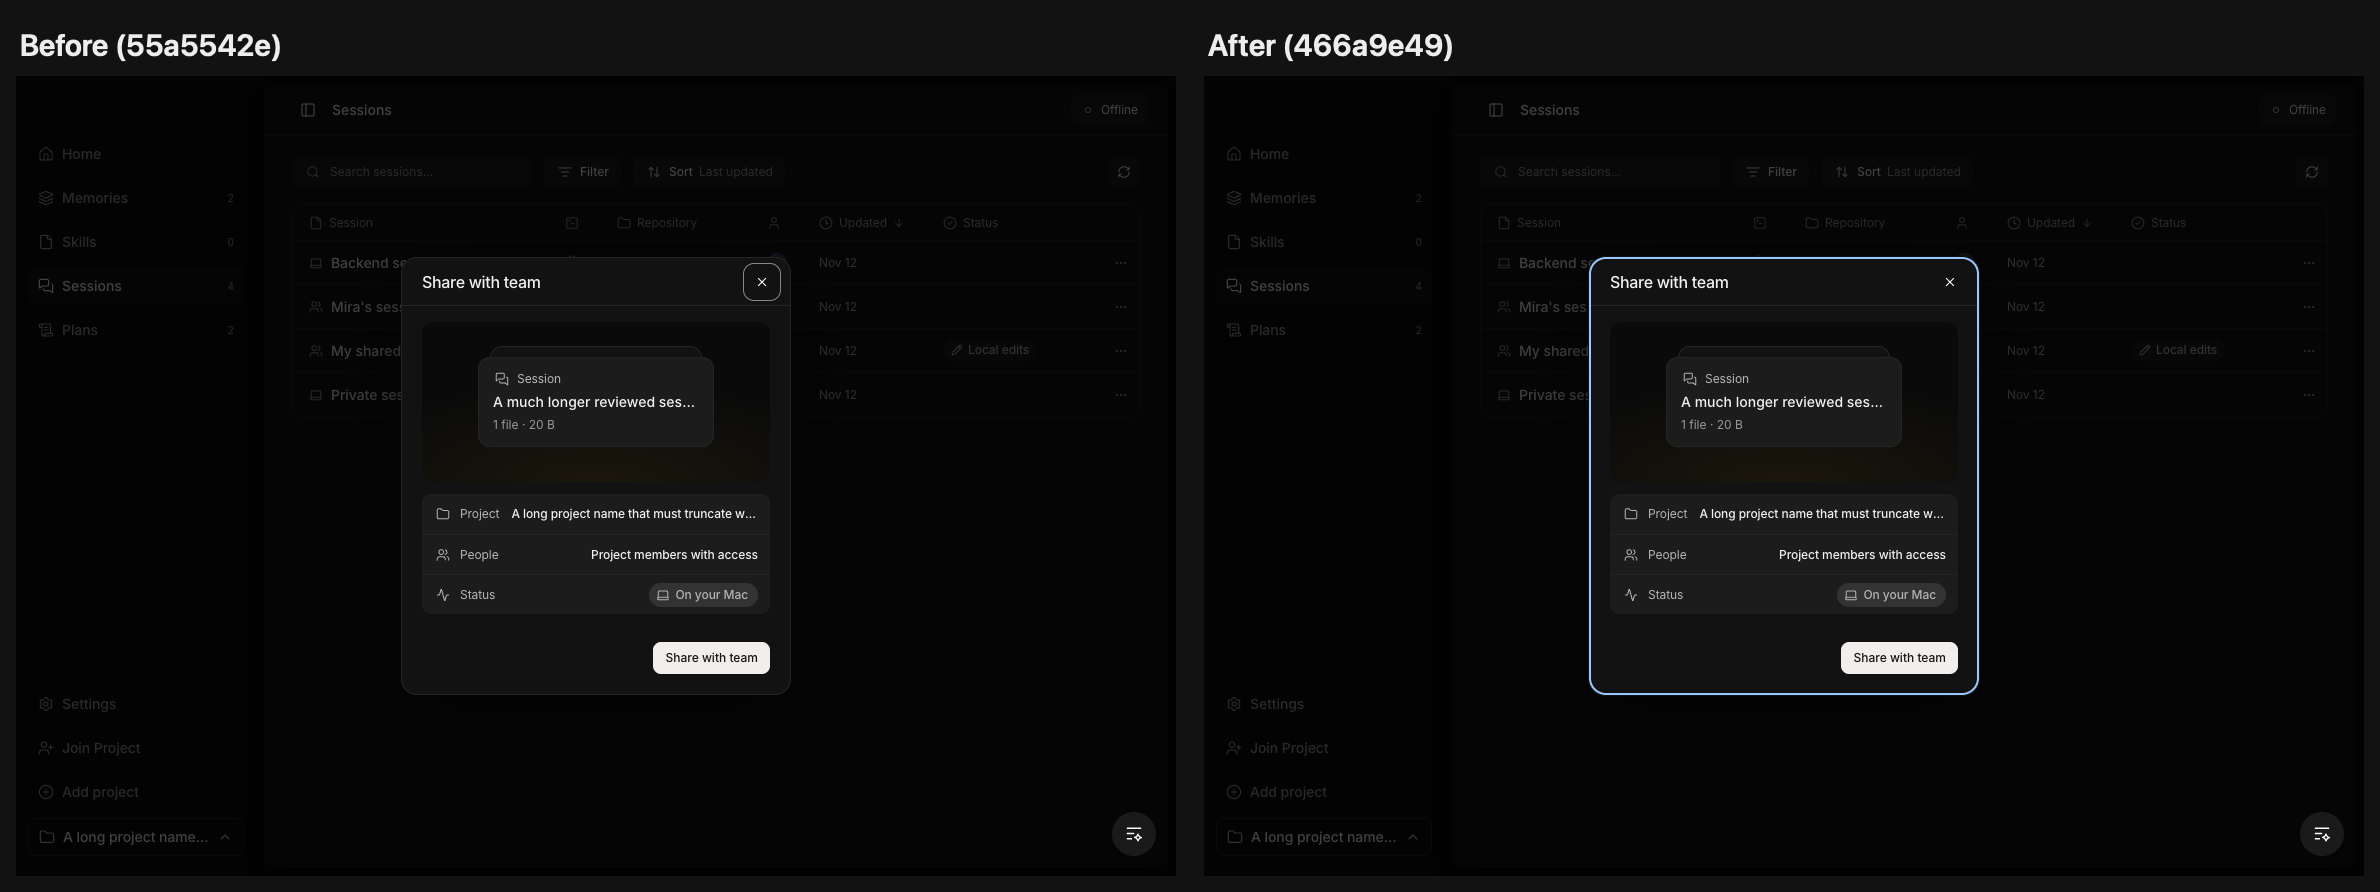 Before (55a5542e)
Sessions
Offline
Home
Memories 2
Skills 0
Sessions 4
Plans 2
Search sessions...
Filter
Sort Last updated
Session
Repository
Updated
Status
Backend se
Nov 12
Mira's ses
Nov 12
My shared
Nov 12
Local edits
Private ses
Nov 12
Share with team
Session
A much longer reviewed ses...
1 file · 20 B
Project A long project name that must truncate w...
People Project members with access
Status On your Mac
Share with team
Settings
Join Project
Add project
A long project name...
After (466a9e49)
Sessions
Offline
Home
Memories 2
Skills 0
Sessions 4
Plans 2
Search sessions...
Filter
Sort Last updated
Session
Repository
Updated
Status
Backend se
Nov 12
Mira's ses
Nov 12
My shared
Nov 12
Local edits
Private ses
Nov 12
Share with team
Session
A much longer reviewed ses...
1 file · 20 B
Project A long project name that must truncate w...
People Project members with access
Status On your Mac
Share with team
Settings
Join Project
Add project
A long project name...